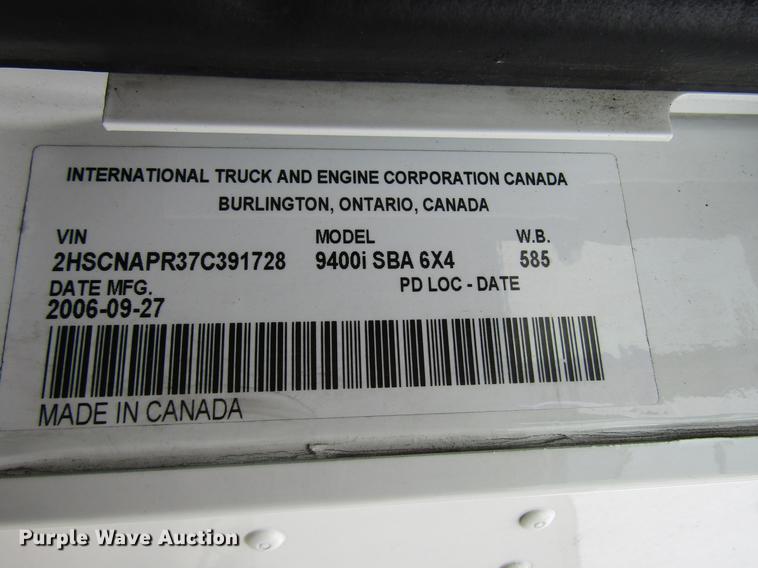 INTERNATIONAL TRUCK AND ENGINE CORPORATION CANADA
BURLINGTON, ONTARIO, CANADA
VIN MODEL W.B.
2HSCNAPR37C391728 9400i SBA 6X4 585
DATE MFG. PD LOC - DATE
2006-09-27
MADE IN CANADA
Purple Wave Auction